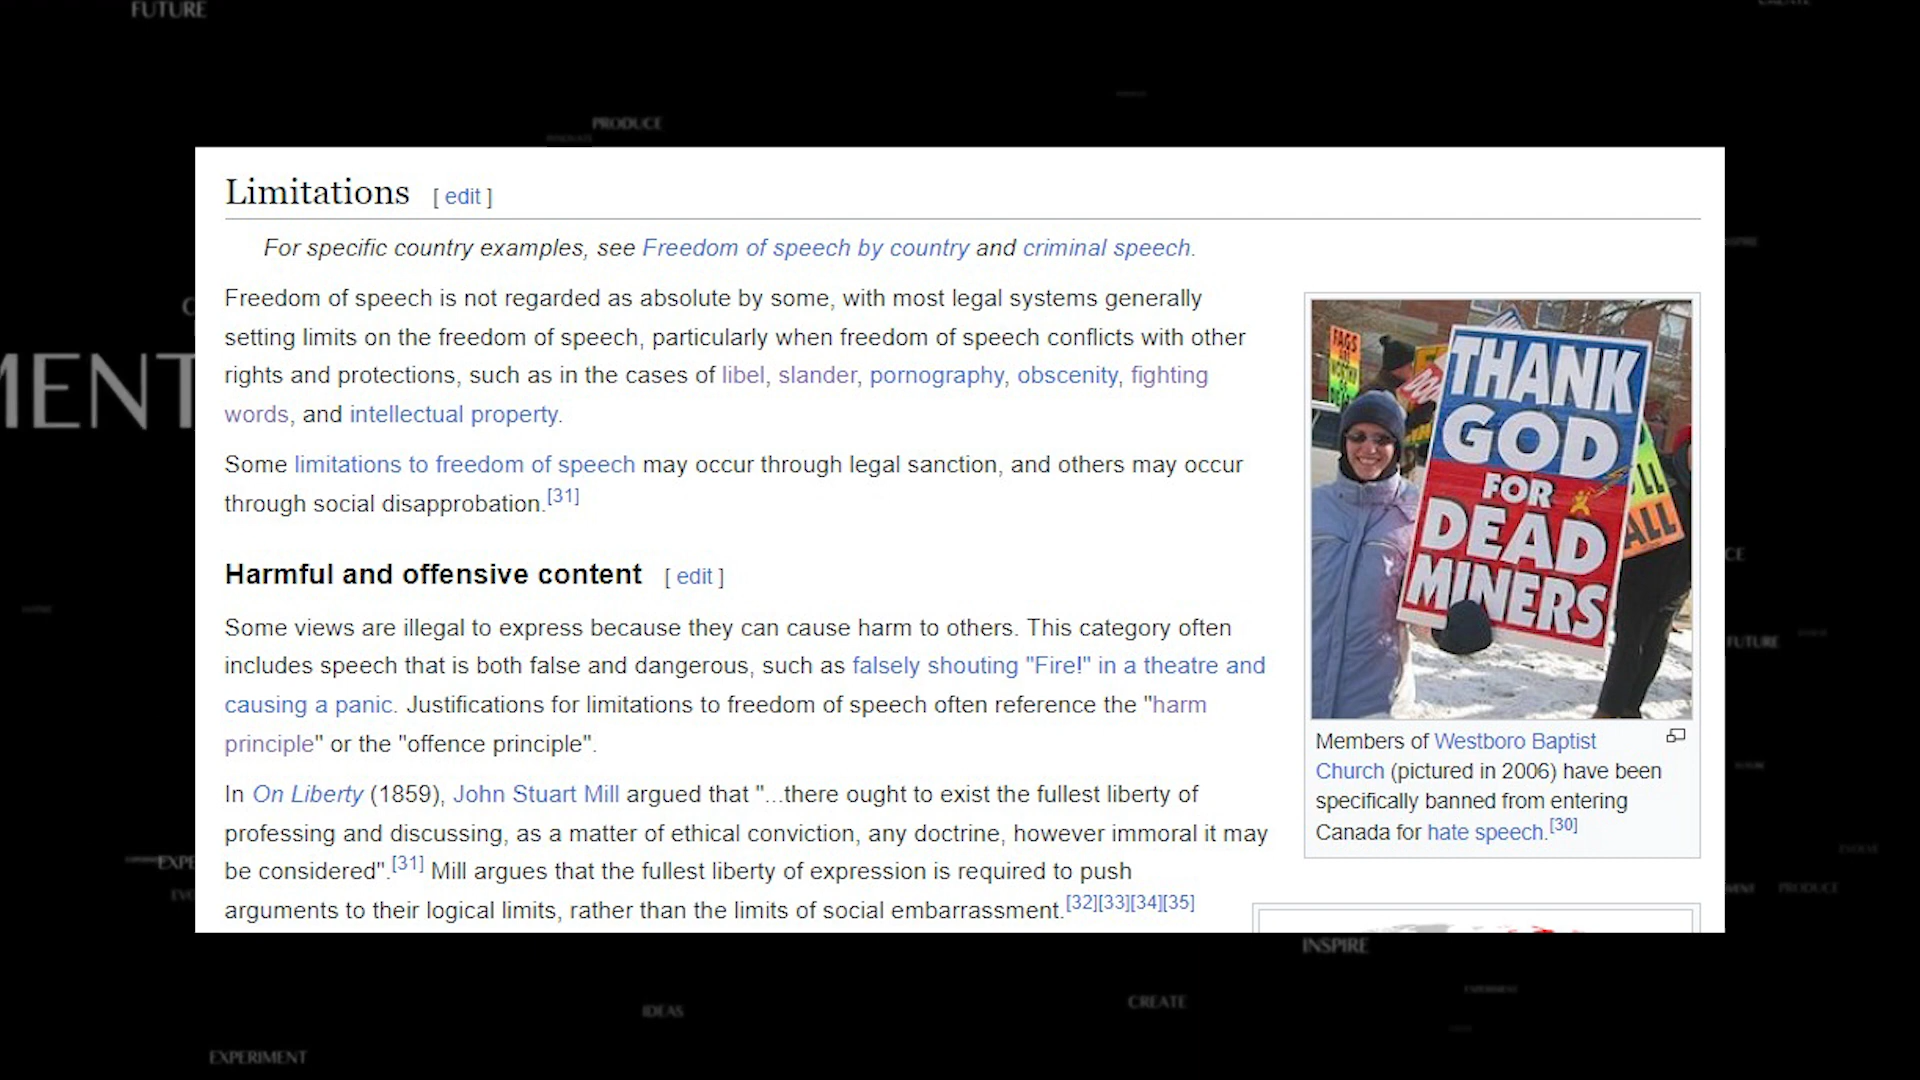 FUTURE
PRODUCE
MENT
Limitations [ edit ]
For specific country examples, see Freedom of speech by country and criminal speech.
Freedom of speech is not regarded as absolute by some, with most legal systems generally
setting limits on the freedom of speech, particularly when freedom of speech conflicts with other
rights and protections, such as in the cases of libel, slander, pornography, obscenity, fighting
words, and intellectual property.
Some limitations to freedom of speech may occur through legal sanction, and others may occur
through social disapprobation.[31]
Harmful and offensive content [ edit ]
Some views are illegal to express because they can cause harm to others. This category often
includes speech that is both false and dangerous, such as falsely shouting "Fire!" in a theatre and
causing a panic. Justifications for limitations to freedom of speech often reference the "harm
principle" or the "offence principle".
In On Liberty (1859), John Stuart Mill argued that "...there ought to exist the fullest liberty of
professing and discussing, as a matter of ethical conviction, any doctrine, however immoral it may
be considered".[31] Mill argues that the fullest liberty of expression is required to push
arguments to their logical limits, rather than the limits of social embarrassment.[32][33][34][35]
THANK
GOD
FOR
DEAD
MINERS
Members of Westboro Baptist
Church (pictured in 2006) have been
specifically banned from entering
Canada for hate speech.[30]
FUTURE
PRODUCE
INSPIRE
IDEAS
CREATE
EXPERIMENT